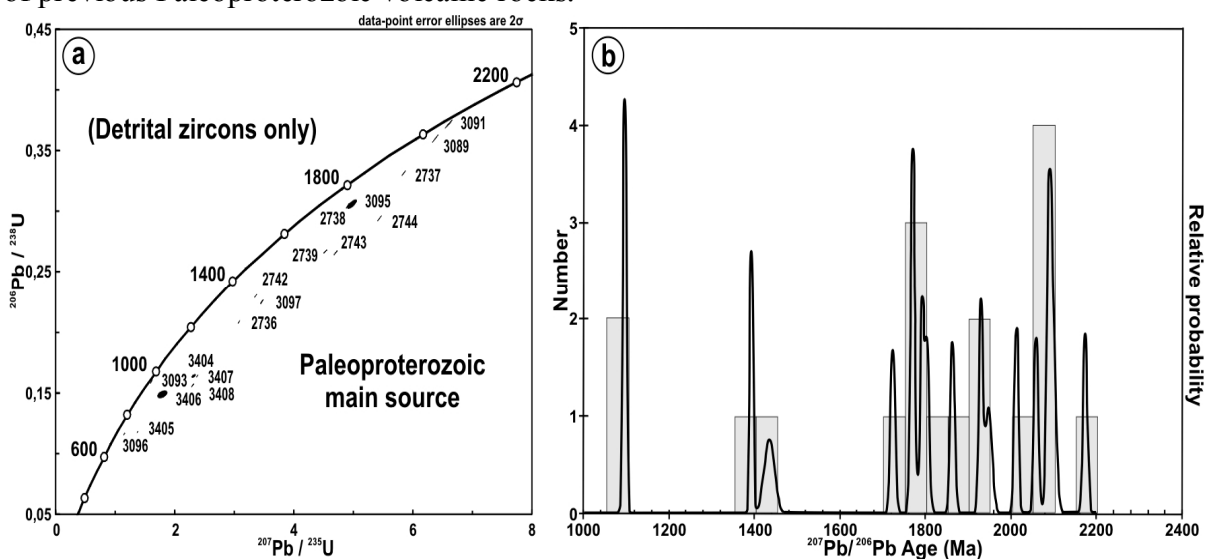 of previous Paleoproterozoic volcanic rocks.
data-point error ellipses are 2σ
a
(Detrital zircons only)
Paleoproterozoic
main source
0,45
0,35
0,25
0,15
0,05
206Pb / 238U
0 2 4 6 8
207Pb / 235U
2200
1800
1400
1000
600
3091
3089
2737
3095
2738
2744
2743
2739
2742
3097
2736
3404
3093 3407
3406 3408
3405
3096
b
5
4
3
2
1
0
Number
Relative probability
1000 1200 1400 1600 1800 2000 2200 2400
207Pb/206Pb Age (Ma)